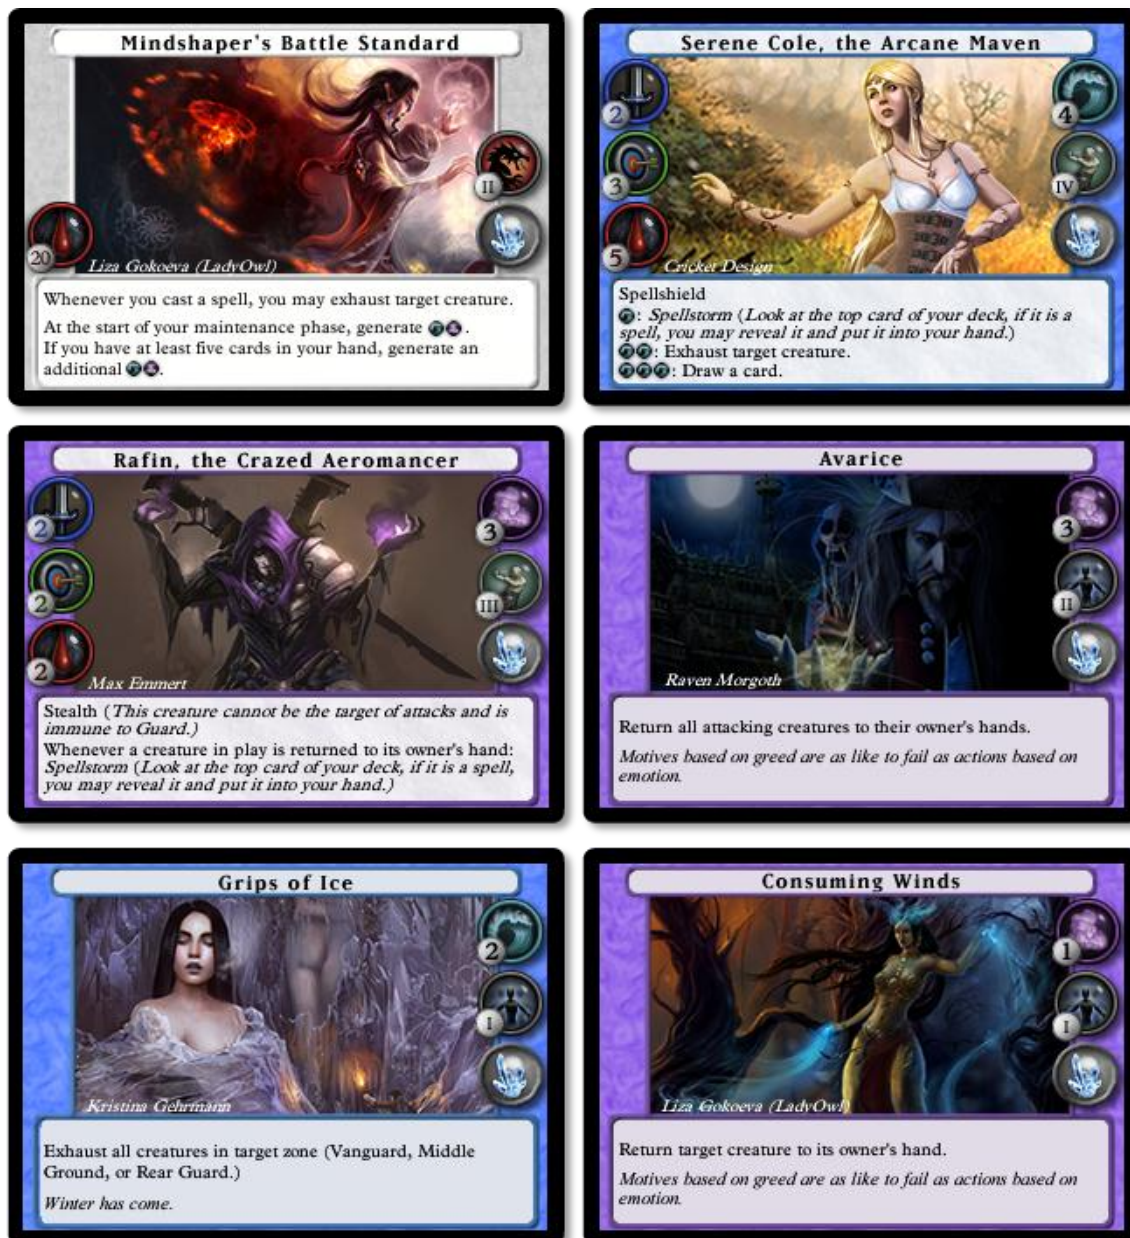 Mindshaper's Battle Standard
II
20
Liza Gokoeva (LadyOwl)
Whenever you cast a spell, you may exhaust target creature.
At the start of your maintenance phase, generate .
If you have at least five cards in your hand, generate an
additional .
Serene Cole, the Arcane Maven
2
4
3
IV
5
Cricket Design
Spellshield
: Spellstorm (Look at the top card of your deck, if it is a
spell, you may reveal it and put it into your hand.)
: Exhaust target creature.
: Draw a card.
Rafin, the Crazed Aeromancer
2
3
2
III
2
Max Emmert
Stealth (This creature cannot be the target of attacks and is
immune to Guard.)
Whenever a creature in play is returned to its owner's hand:
Spellstorm (Look at the top card of your deck, if it is a spell,
you may reveal it and put it into your hand.)
Avarice
3
II
Raven Morgoth
Return all attacking creatures to their owner's hands.
Motives based on greed are as like to fail as actions based on
emotion.
Grips of Ice
2
I
Kristina Gehrmann
Exhaust all creatures in target zone (Vanguard, Middle
Ground, or Rear Guard.)
Winter has come.
Consuming Winds
1
I
Liza Gokoeva (LadyOwl)
Return target creature to its owner's hand.
Motives based on greed are as like to fail as actions based on
emotion.